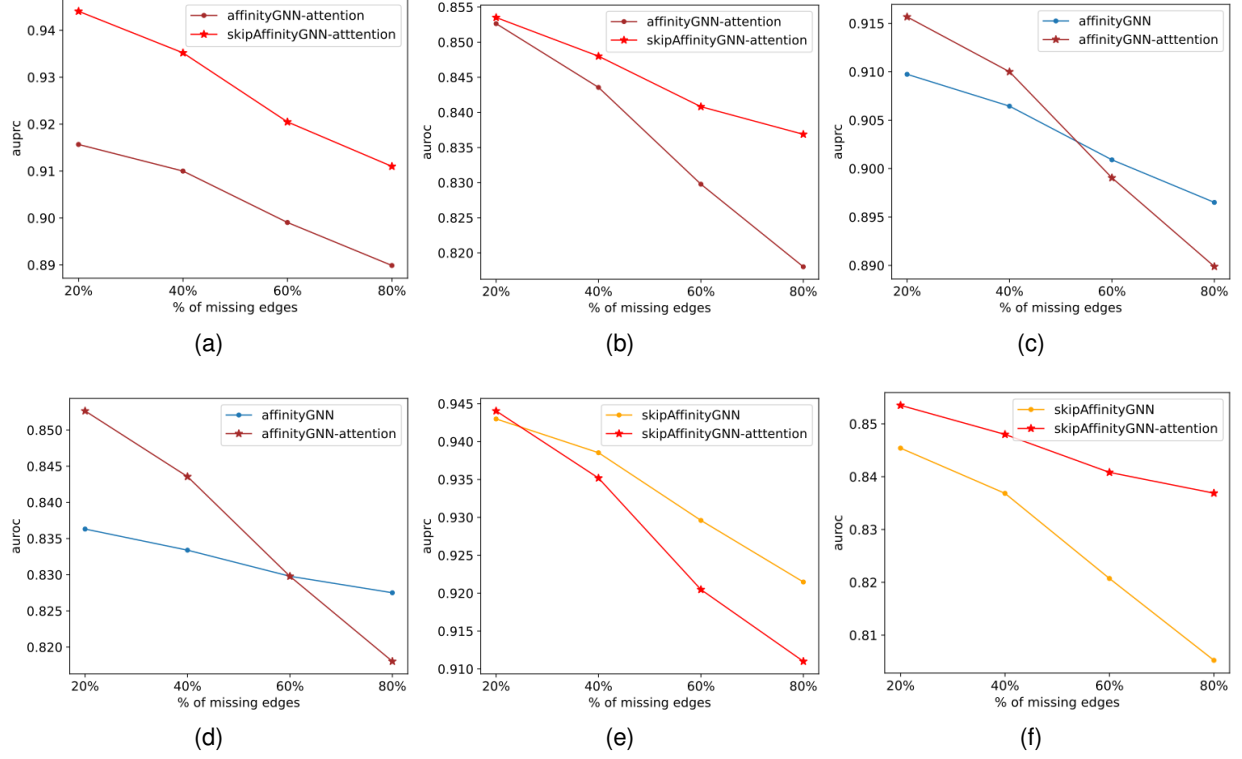 affinityGNN-attention
skipAffinityGNN-atttention
0.94
0.93
0.92
0.91
0.90
0.89
auprc
20% 40% 60% 80%
% of missing edges
(a)
affinityGNN-attention
skipAffinityGNN-atttention
0.855
0.850
0.845
0.840
0.835
0.830
0.825
0.820
auroc
20% 40% 60% 80%
% of missing edges
(b)
affinityGNN
affinityGNN-atttention
0.915
0.910
0.905
0.900
0.895
0.890
auprc
20% 40% 60% 80%
% of missing edges
(c)
affinityGNN
affinityGNN-attention
0.850
0.845
0.840
0.835
0.830
0.825
0.820
auroc
20% 40% 60% 80%
% of missing edges
(d)
skipAffinityGNN
skipAffinityGNN-atttention
0.945
0.940
0.935
0.930
0.925
0.920
0.915
0.910
auprc
20% 40% 60% 80%
% of missing edges
(e)
skipAffinityGNN
skipAffinityGNN-attention
0.85
0.84
0.83
0.82
0.81
auroc
20% 40% 60% 80%
% of missing edges
(f)